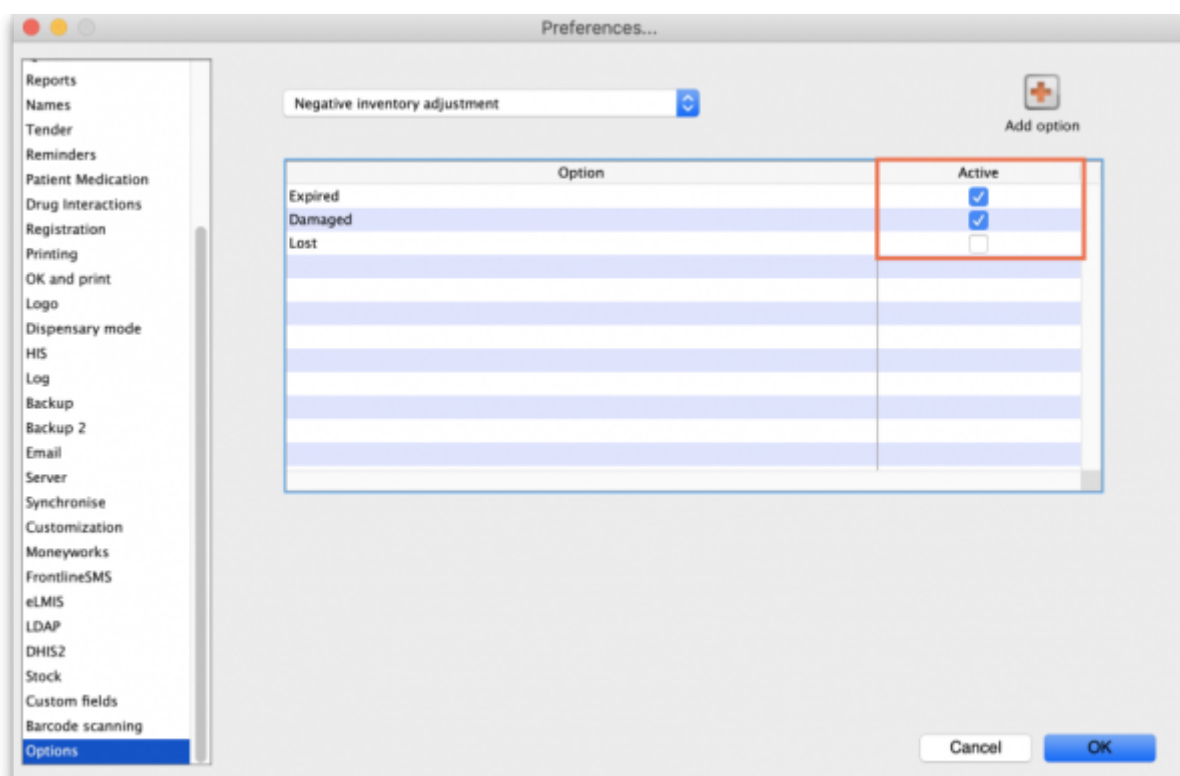 Preferences...
Reports
Names
Tender
Reminders
Patient Medication
Drug Interactions
Registration
Printing
OK and print
Logo
Dispensary mode
HIS
Log
Backup
Backup 2
Email
Server
Synchronise
Customization
Moneyworks
FrontlineSMS
eLMIS
LDAP
DHIS2
Stock
Custom fields
Barcode scanning
Options
Negative inventory adjustment
Add option
Option Active
Expired
Damaged
Lost
Cancel OK